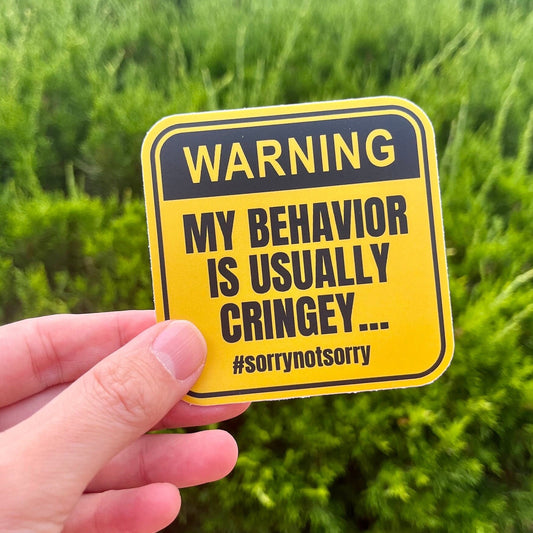 WARNING
MY BEHAVIOR
IS USUALLY
CRINGEY...
#sorrynotsorry